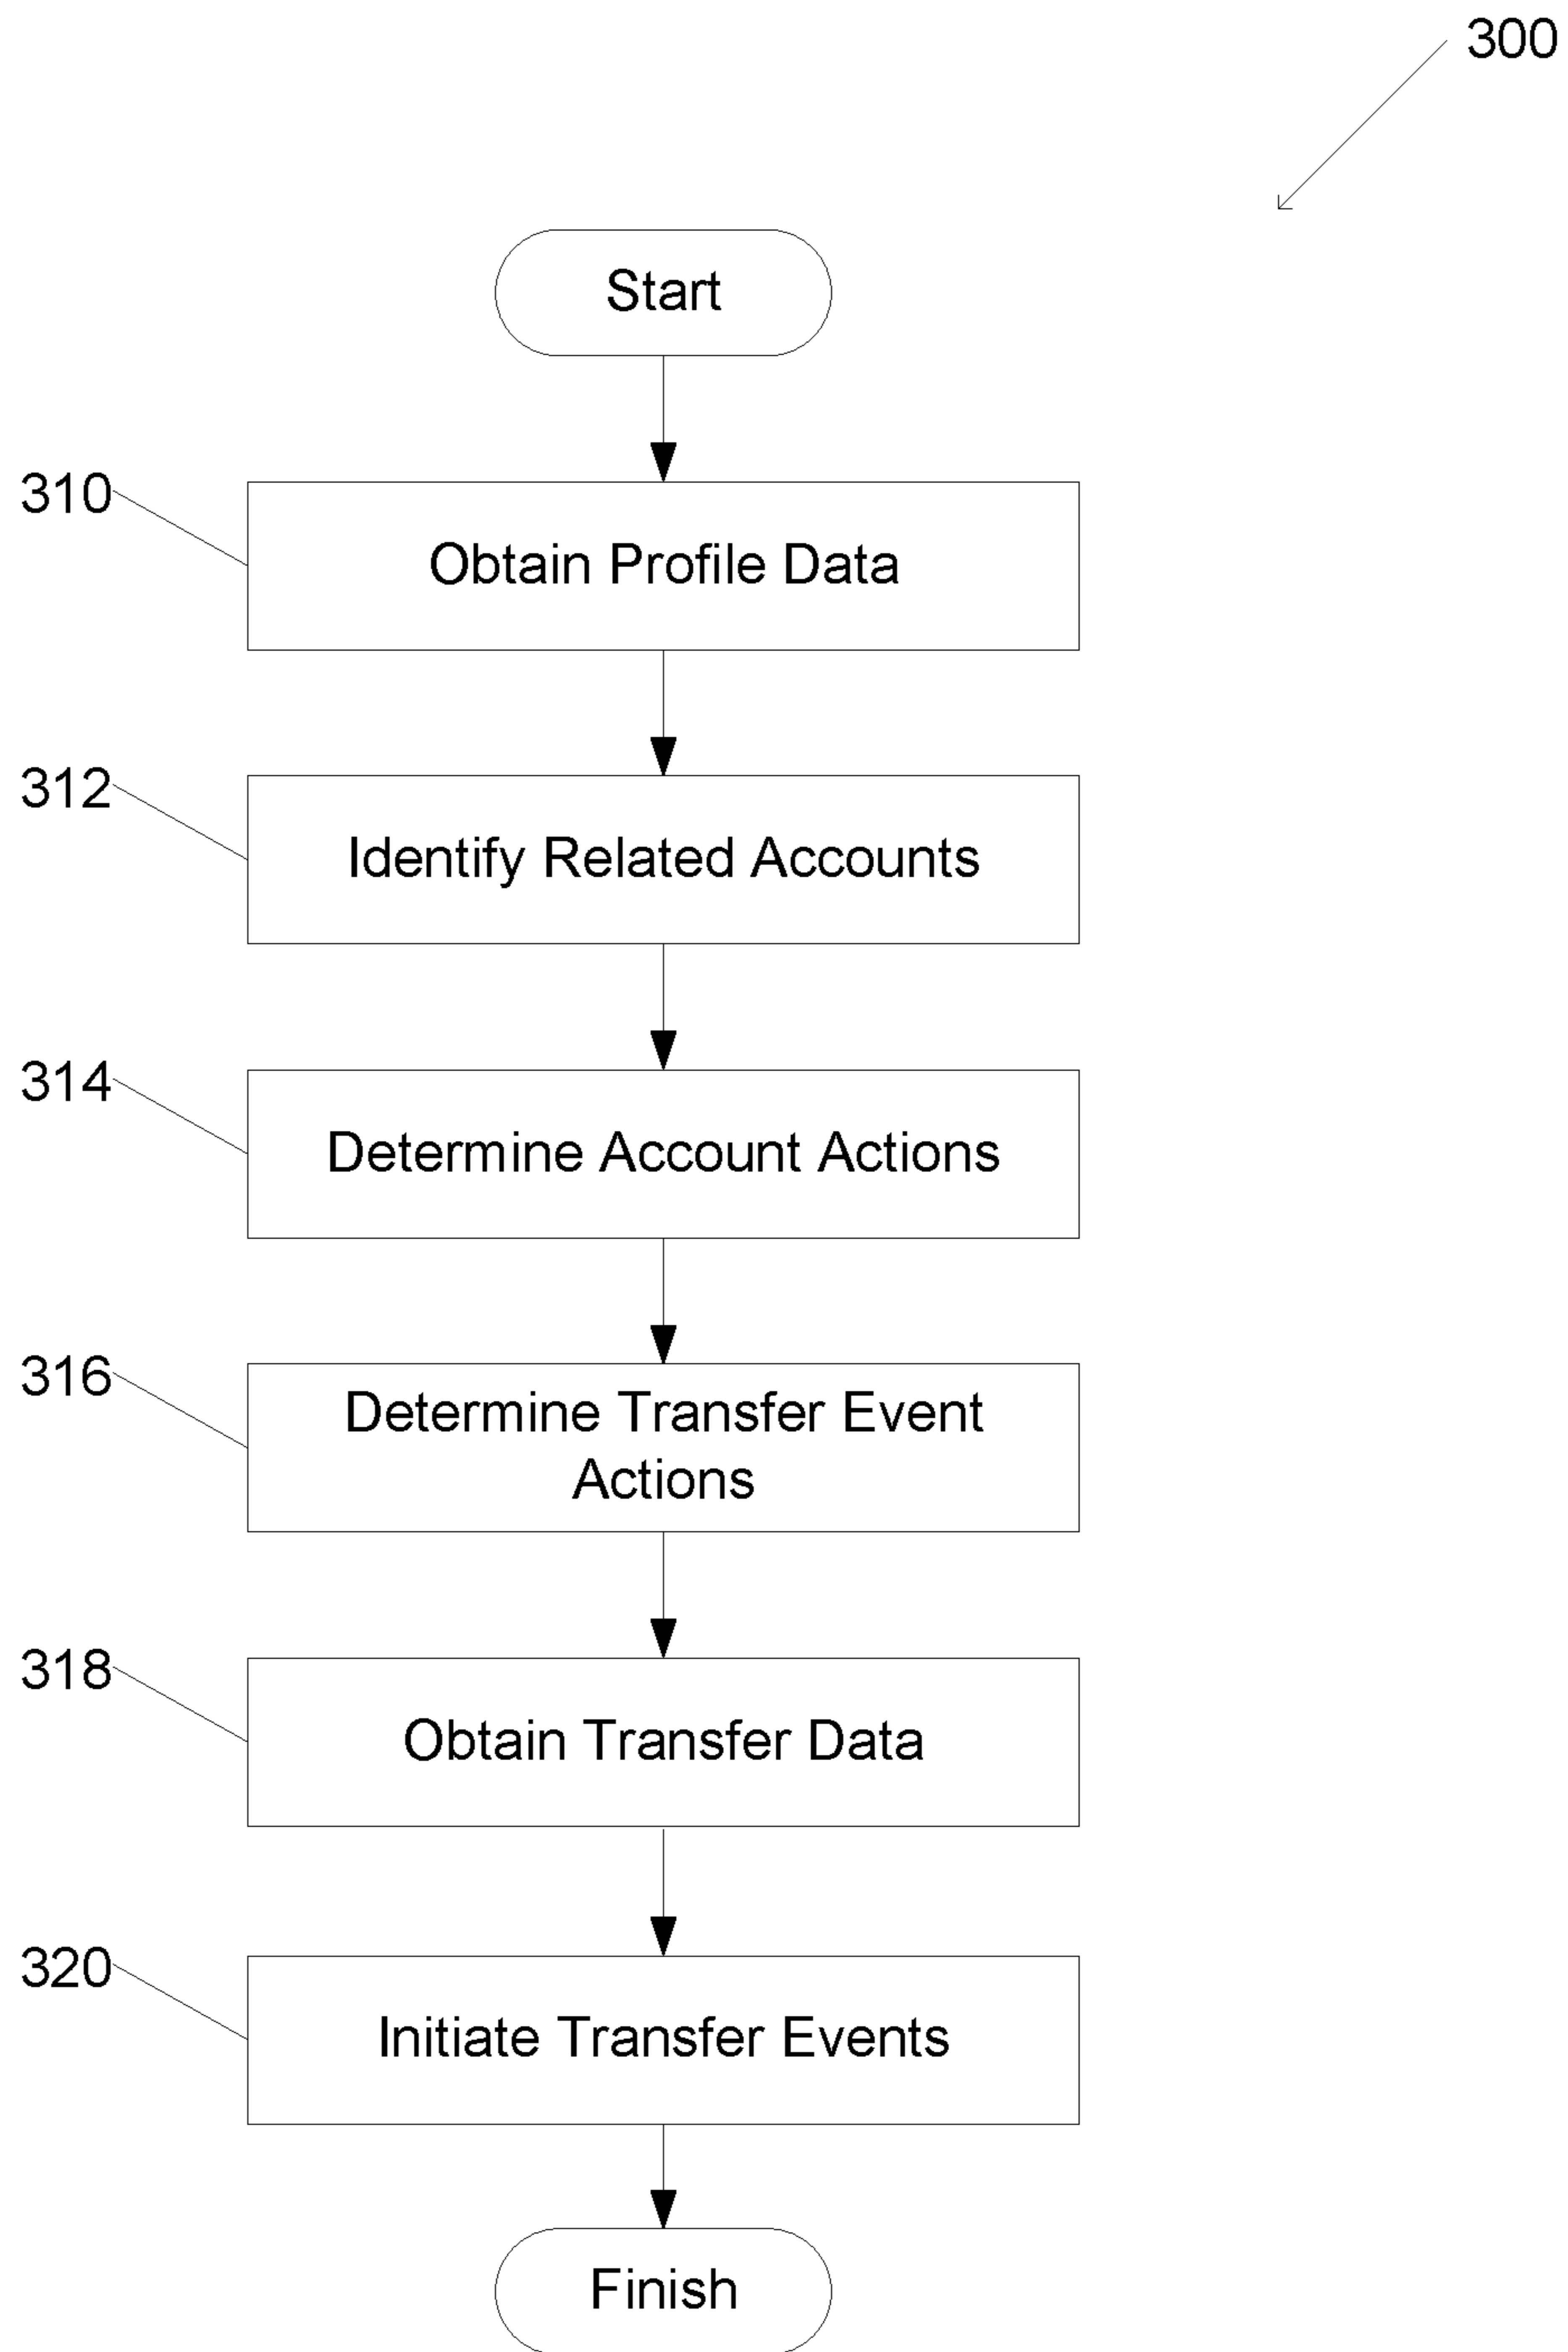 300
Start
310
Obtain Profile Data
312
Identify Related Accounts
314
Determine Account Actions
316
Determine Transfer Event
Actions
318
Obtain Transfer Data
320
Initiate Transfer Events
Finish